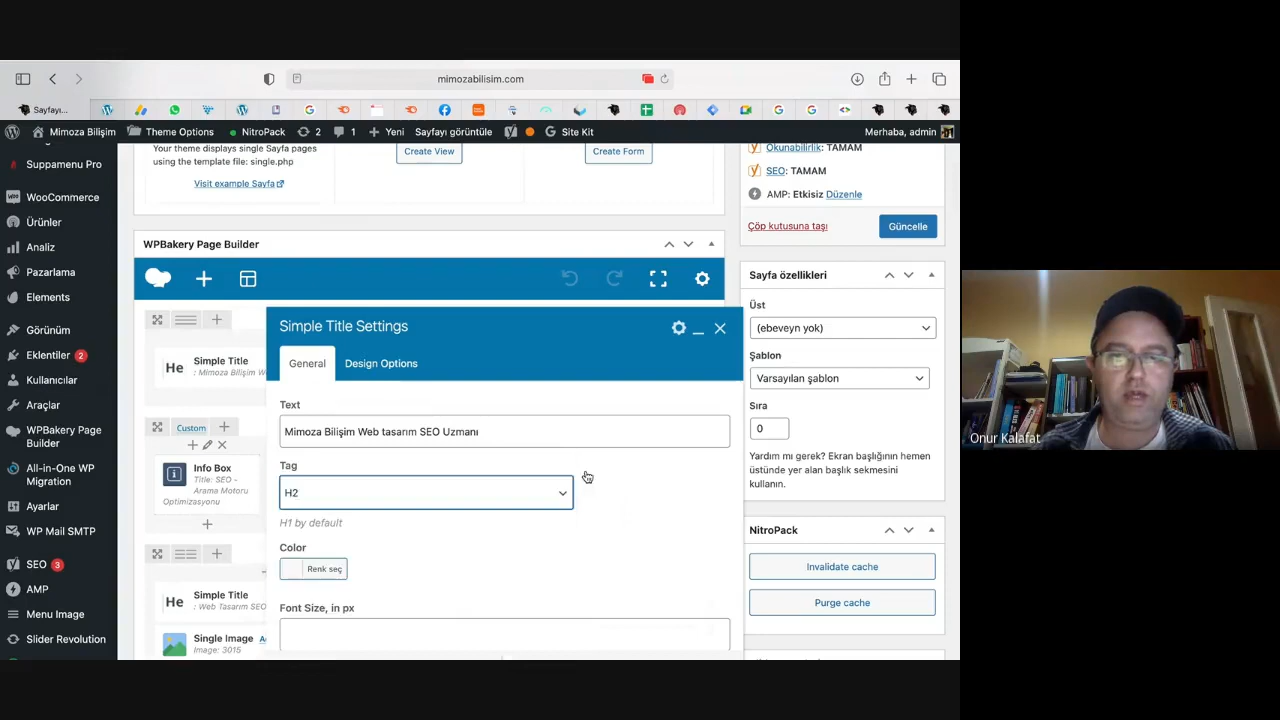 mimozabilisim.com
Sayfayı...
Mimoza Bilişim
Theme Options
NitroPack
2
1
Yeni
Sayfayı görüntüle
Site Kit
Merhaba, admin
Suppamenu Pro
WooCommerce
Ürünler
Analiz
Pazarlama
Elements
Görünüm
Eklentiler 2
Kullanıcılar
Araçlar
WPBakery Page
Builder
All-in-One WP
Migration
Ayarlar
WP Mail SMTP
SEO 3
AMP
Menu Image
Slider Revolution
Your theme displays single Sayfa pages
using the template file: single.php
Visit example Sayfa
Create View
Create Form
WPBakery Page Builder
He
Simple Title
: Mimoza Bilişim W
Custom
Info Box
Title: SEO -
Arama Motoru
Optimizasyonu
He
Simple Title
: Web Tasarım SEO
Single Image
Image: 3015
Simple Title Settings
General
Design Options
Text
Mimoza Bilişim Web tasarım SEO Uzmanı
Tag
H2
H1 by default
Color
Renk seç
Font Size, in px
Okunabilirlik: TAMAM
SEO: TAMAM
AMP: Etkisiz Düzenle
Çöp kutusuna taşı
Güncelle
Sayfa özellikleri
Üst
(ebeveyn yok)
Şablon
Varsayılan şablon
Sıra
0
Yardım mı gerek? Ekran başlığının hemen
üstünde yer alan başlık sekmesini
kullanın.
NitroPack
Invalidate cache
Purge cache
Onur Kalafat